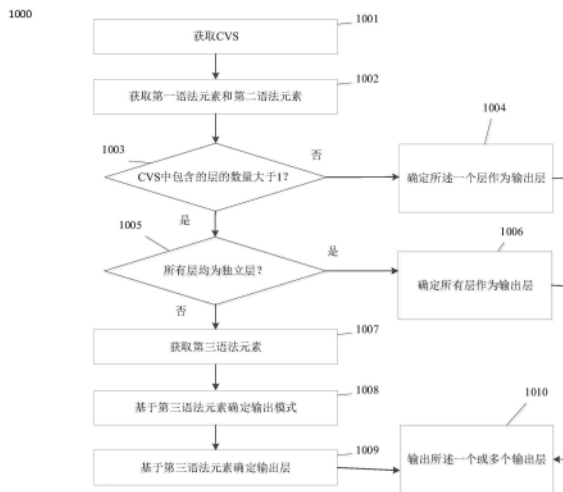 1000
1001
获取CVS
1002
获取第一语法元素和第二语法元素
1003
CVS中包含的层的数量大于1？
否
1004
确定所述一个层作为输出层
是
1005
所有层均为独立层？
是
1006
确定所有层作为输出层
否
1007
获取第三语法元素
1008
基于第三语法元素确定输出模式
1009
基于第三语法元素确定输出层
1010
输出所述一个或多个输出层